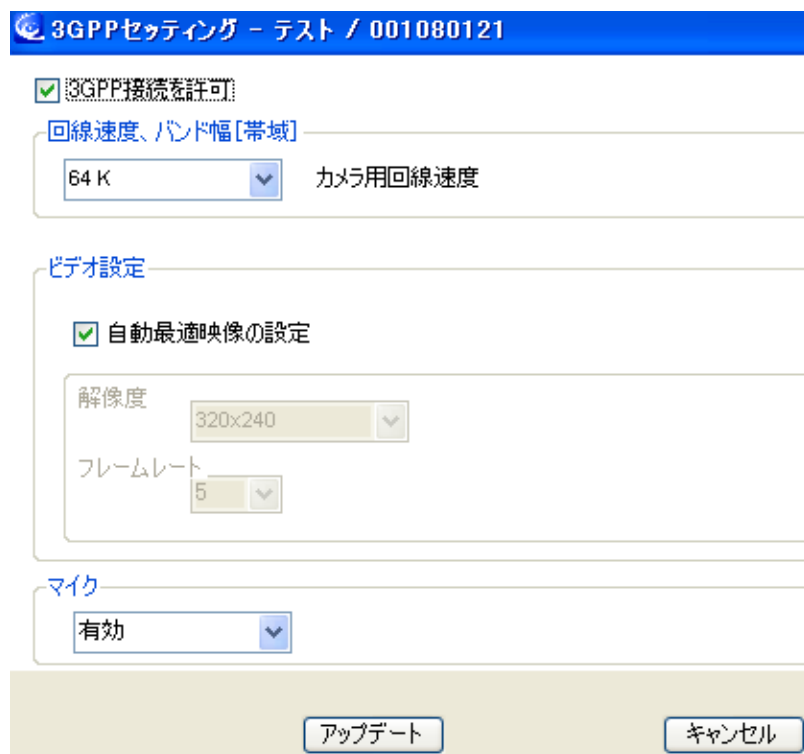 3GPPセッティング - テスト / 001080121
3GPP接続を許可
回線速度、バンド幅[帯域]
64 K
カメラ用回線速度
ビデオ設定
自動最適映像の設定
解像度
320x240
フレームレート
5
マイク
有効
アップデート
キャンセル